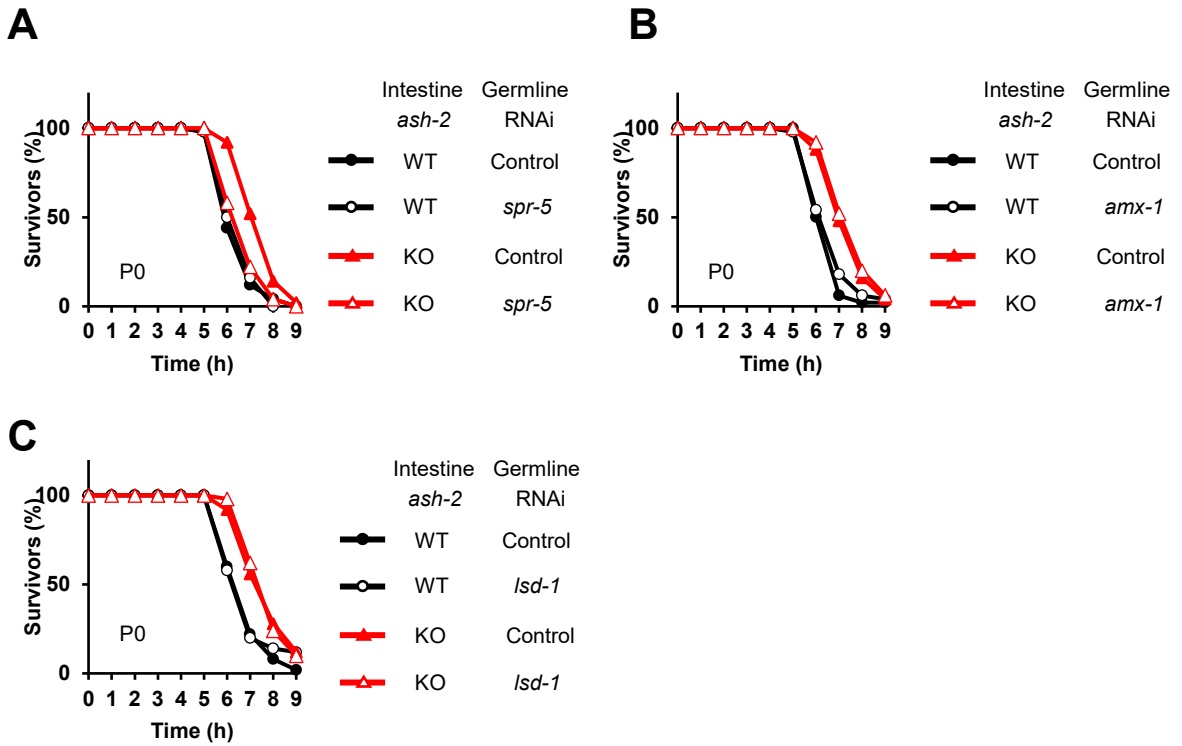 A
Intestine Germline
ash-2 RNAi
WT Control
WT spr-5
KO Control
KO spr-5
Survivors (%)
100
50
0
P0
0 1 2 3 4 5 6 7 8 9
Time (h)
B
Intestine Germline
ash-2 RNAi
WT Control
WT amx-1
KO Control
KO amx-1
Survivors (%)
100
50
0
P0
0 1 2 3 4 5 6 7 8 9
Time (h)
C
Intestine Germline
ash-2 RNAi
WT Control
WT lsd-1
KO Control
KO lsd-1
Survivors (%)
100
50
0
P0
0 1 2 3 4 5 6 7 8 9
Time (h)